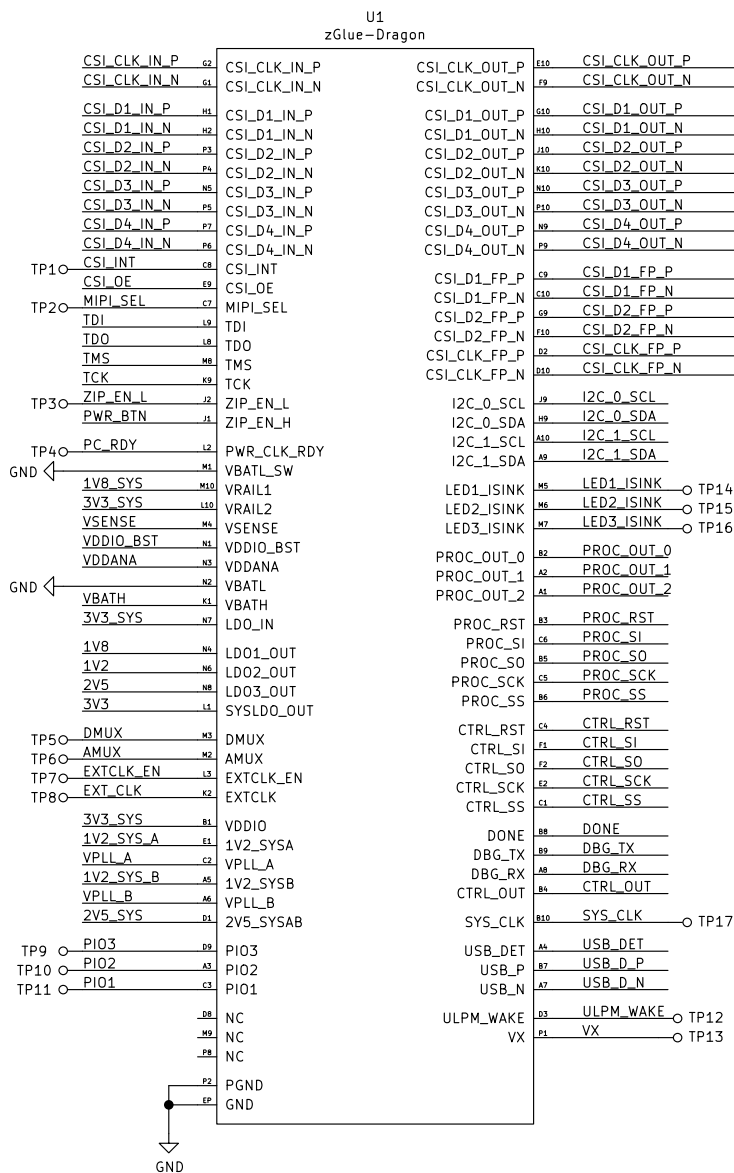 U1
zGlue-Dragon
CSI_CLK_IN_P G2 CSI_CLK_IN_P CSI_CLK_OUT_P E10 CSI_CLK_OUT_P
CSI_CLK_IN_N G1 CSI_CLK_IN_N CSI_CLK_OUT_N F9 CSI_CLK_OUT_N
CSI_D1_IN_P H1 CSI_D1_IN_P CSI_D1_OUT_P G10 CSI_D1_OUT_P
CSI_D1_IN_N H2 CSI_D1_IN_N CSI_D1_OUT_N H10 CSI_D1_OUT_N
CSI_D2_IN_P P3 CSI_D2_IN_P CSI_D2_OUT_P J10 CSI_D2_OUT_P
CSI_D2_IN_N P4 CSI_D2_IN_N CSI_D2_OUT_N K10 CSI_D2_OUT_N
CSI_D3_IN_P N5 CSI_D3_IN_P CSI_D3_OUT_P N10 CSI_D3_OUT_P
CSI_D3_IN_N P5 CSI_D3_IN_N CSI_D3_OUT_N P10 CSI_D3_OUT_N
CSI_D4_IN_P P7 CSI_D4_IN_P CSI_D4_OUT_P N9 CSI_D4_OUT_P
CSI_D4_IN_N P6 CSI_D4_IN_N CSI_D4_OUT_N P9 CSI_D4_OUT_N
TP1 CSI_INT C8 CSI_INT CSI_D1_FP_P C9 CSI_D1_FP_P
CSI_OE E9 CSI_OE CSI_D1_FP_N C10 CSI_D1_FP_N
TP2 MIPI_SEL C7 MIPI_SEL CSI_D2_FP_P G9 CSI_D2_FP_P
TDI L9 TDI CSI_D2_FP_N F10 CSI_D2_FP_N
TDO L8 TDO CSI_CLK_FP_P D2 CSI_CLK_FP_P
TMS M8 TMS CSI_CLK_FP_N D10 CSI_CLK_FP_N
TCK K9 TCK
TP3 ZIP_EN_L J2 ZIP_EN_L I2C_0_SCL J9 I2C_0_SCL
PWR_BTN J1 ZIP_EN_H I2C_0_SDA H9 I2C_0_SDA
TP4 PC_RDY L2 PWR_CLK_RDY I2C_1_SCL A10 I2C_1_SCL
GND M1 VBATL_SW I2C_1_SDA A9 I2C_1_SDA
1V8_SYS M10 VRAIL1 LED1_ISINK M5 LED1_ISINK TP14
3V3_SYS L10 VRAIL2 LED2_ISINK M6 LED2_ISINK TP15
VSENSE M4 VSENSE LED3_ISINK M7 LED3_ISINK TP16
VDDIO_BST N1 VDDIO_BST PROC_OUT_0 B2 PROC_OUT_0
VDDANA N3 VDDANA PROC_OUT_1 A2 PROC_OUT_1
GND N2 VBATL PROC_OUT_2 A1 PROC_OUT_2
VBATH K1 VBATH
3V3_SYS N7 LDO_IN PROC_RST B3 PROC_RST
PROC_SI C6 PROC_SI
1V8 N4 LDO1_OUT PROC_SO B5 PROC_SO
1V2 N6 LDO2_OUT PROC_SCK C5 PROC_SCK
2V5 N8 LDO3_OUT PROC_SS B6 PROC_SS
3V3 L1 SYSLDO_OUT
TP5 DMUX M3 DMUX CTRL_RST C4 CTRL_RST
TP6 AMUX M2 AMUX CTRL_SI F1 CTRL_SI
TP7 EXTCLK_EN L3 EXTCLK_EN CTRL_SO F2 CTRL_SO
TP8 EXT_CLK K2 EXTCLK CTRL_SCK E2 CTRL_SCK
CTRL_SS C1 CTRL_SS
3V3_SYS B1 VDDIO DONE B8 DONE
1V2_SYS_A E1 1V2_SYSA DBG_TX B9 DBG_TX
VPLL_A C2 VPLL_A DBG_RX A8 DBG_RX
1V2_SYS_B A5 1V2_SYSB CTRL_OUT B4 CTRL_OUT
VPLL_B A6 VPLL_B
2V5_SYS D1 2V5_SYSAB SYS_CLK B10 SYS_CLK TP17
TP9 PIO3 D9 PIO3 USB_DET A4 USB_DET
TP10 PIO2 A3 PIO2 USB_P B7 USB_D_P
TP11 PIO1 C3 PIO1 USB_N A7 USB_D_N
D8 NC ULPM_WAKE D3 ULPM_WAKE TP12
M9 NC VX P1 VX TP13
P8 NC
P2 PGND
EP GND
GND